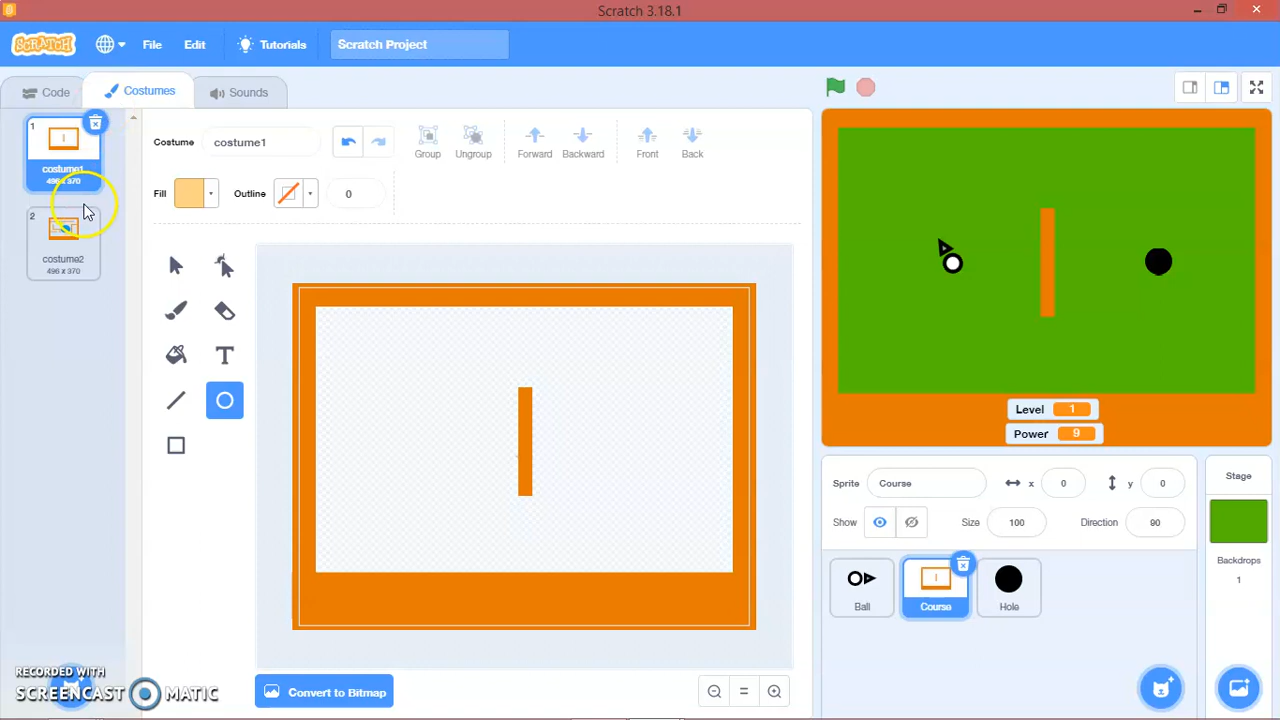 Scratch 3.18.1
SCRATCH File Edit Tutorials Scratch Project
Code Costumes Sounds
1
costume1
496 x 370
2
costume2
496 x 370
Costume costume1 Group Ungroup Forward Backward Front Back
Fill Outline 0
T
Convert to Bitmap
Level 1
Power 9
Sprite Course x 0 y 0
Show Size 100 Direction 90
Ball Course Hole
Stage
Backdrops
1
RECORDED WITH
SCREENCAST MATIC